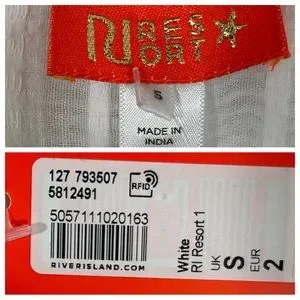 RI RES
ORT
S
MADE IN
INDIA
127 793507
5812491
RFID
5057111020163
RIVERISLAND.COM
White
RI Resort 1
UK S
EUR 2